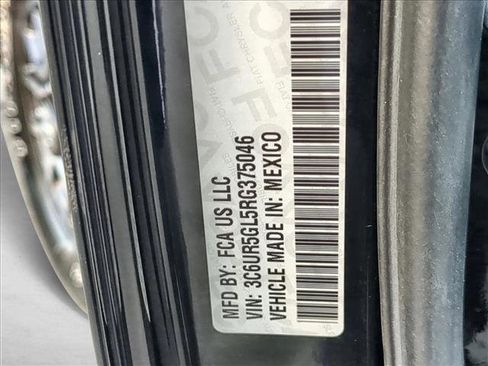 MFD BY: FCA US LLC
VIN: 3C6UR5GL5RG375046
VEHICLE MADE IN: MEXICO